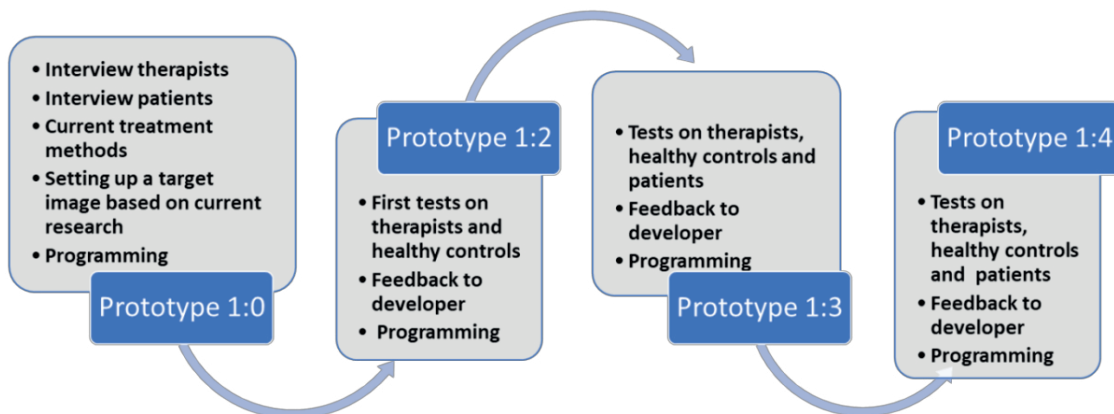 • Interview therapists
• Interview patients
• Current treatment
methods
• Setting up a target
image based on current
research
• Programming
Prototype 1:0
Prototype 1:2
• First tests on
therapists and
healthy controls
• Feedback to
developer
• Programming
• Tests on therapists,
healthy controls and
patients
• Feedback to
developer
• Programming
Prototype 1:3
Prototype 1:4
• Tests on
therapists,
healthy controls
and patients
• Feedback to
developer
• Programming